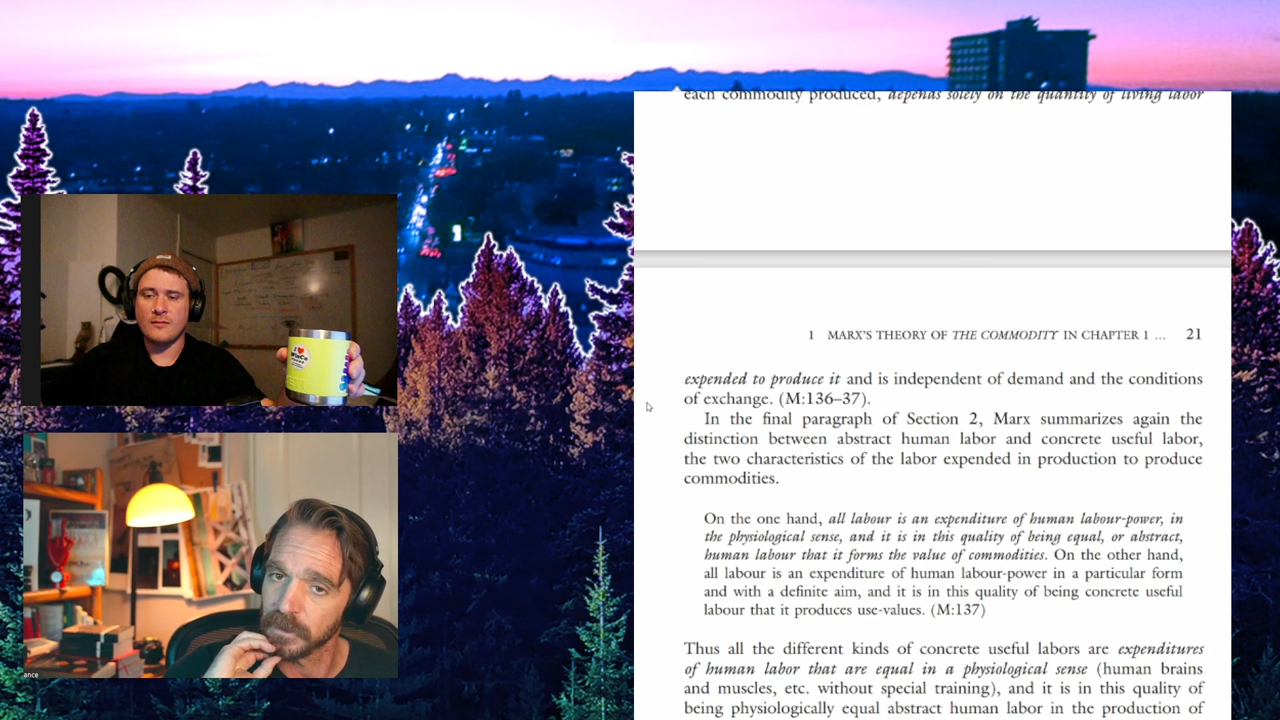 each commodity produced, depends solely on the quantity of living labor
1 MARX'S THEORY OF THE COMMODITY IN CHAPTER 1 ... 21
expended to produce it and is independent of demand and the conditions
of exchange. (M:136–37).
In the final paragraph of Section 2, Marx summarizes again the
distinction between abstract human labor and concrete useful labor,
the two characteristics of the labor expended in production to produce
commodities.
On the one hand, all labour is an expenditure of human labour-power, in
the physiological sense, and it is in this quality of being equal, or abstract,
human labour that it forms the value of commodities. On the other hand,
all labour is an expenditure of human labour-power in a particular form
and with a definite aim, and it is in this quality of being concrete useful
labour that it produces use-values. (M:137)
Thus all the different kinds of concrete useful labors are expenditures
of human labor that are equal in a physiological sense (human brains
and muscles, etc. without special training), and it is in this quality of
being physiologically equal abstract human labor in the production of
I
WinCo
ance